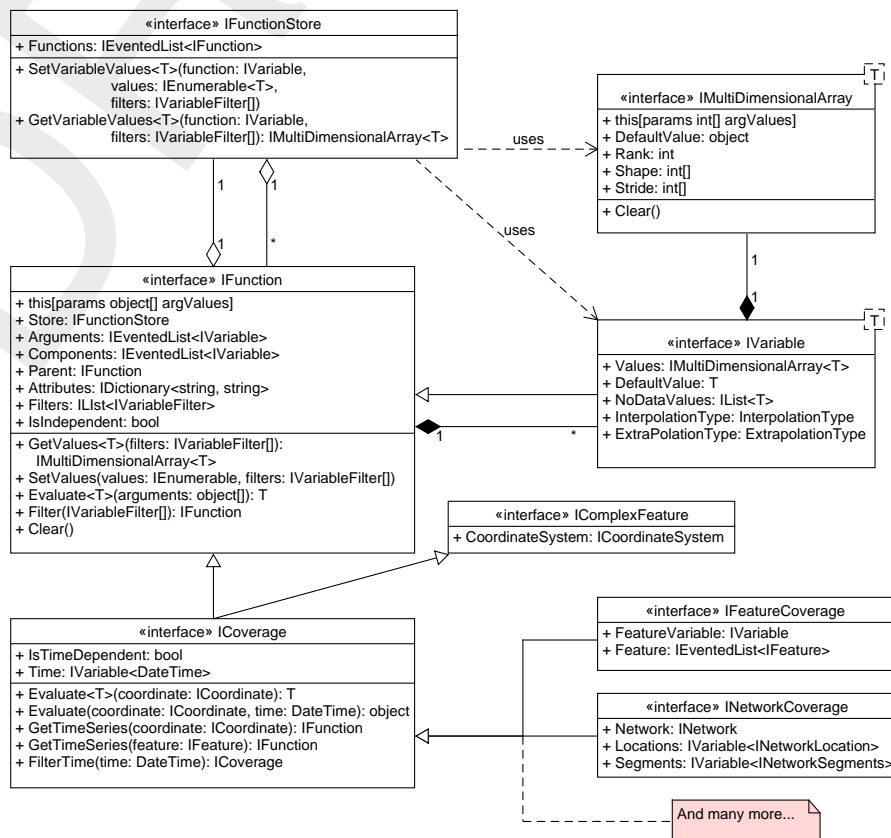 «interface» IFunctionStore
+ Functions: IEventedList<IFunction>
+ SetVariableValues<T>(function: IVariable,
values: IEnumerable<T>,
filters: IVariableFilter[])
+ GetVariableValues<T>(function: IVariable,
filters: IVariableFilter[]): IMultiDimensionalArray<T>
T
«interface» IMultiDimensionalArray
+ this[params int[] argValues]
+ DefaultValue: object
+ Rank: int
+ Shape: int[]
+ Stride: int[]
+ Clear()
uses
uses
1
1
1
*
1
1
«interface» IFunction
+ this[params object[] argValues]
+ Store: IFunctionStore
+ Arguments: IEventedList<IVariable>
+ Components: IEventedList<IVariable>
+ Parent: IFunction
+ Attributes: IDictionary<string, string>
+ Filters: ILIst<IVariableFilter>
+ IsIndependent: bool
+ GetValues<T>(filters: IVariableFilter[]):
IMultiDimensionalArray<T>
+ SetValues(values: IEnumerable, filters: IVariableFilter[])
+ Evaluate<T>(arguments: object[]): T
+ Filter(IVariableFilter[]): IFunction
+ Clear()
T
«interface» IVariable
+ Values: IMultiDimensionalArray<T>
+ DefaultValue: T
+ NoDataValues: IList<T>
+ InterpolationType: InterpolationType
+ ExtraPolationType: ExtrapolationType
1
*
«interface» IComplexFeature
+ CoordinateSystem: ICoordinateSystem
«interface» ICoverage
+ IsTimeDependent: bool
+ Time: IVariable<DateTime>
+ Evaluate<T>(coordinate: ICoordinate): T
+ Evaluate(coordinate: ICoordinate, time: DateTime): object
+ GetTimeSeries(coordinate: ICoordinate): IFunction
+ GetTimeSeries(feature: IFeature): IFunction
+ FilterTime(time: DateTime): ICoverage
«interface» IFeatureCoverage
+ FeatureVariable: IVariable
+ Feature: IEventedList<IFeature>
«interface» INetworkCoverage
+ Network: INetwork
+ Locations: IVariable<INetworkLocation>
+ Segments: IVariable<INetworkSegments>
And many more...